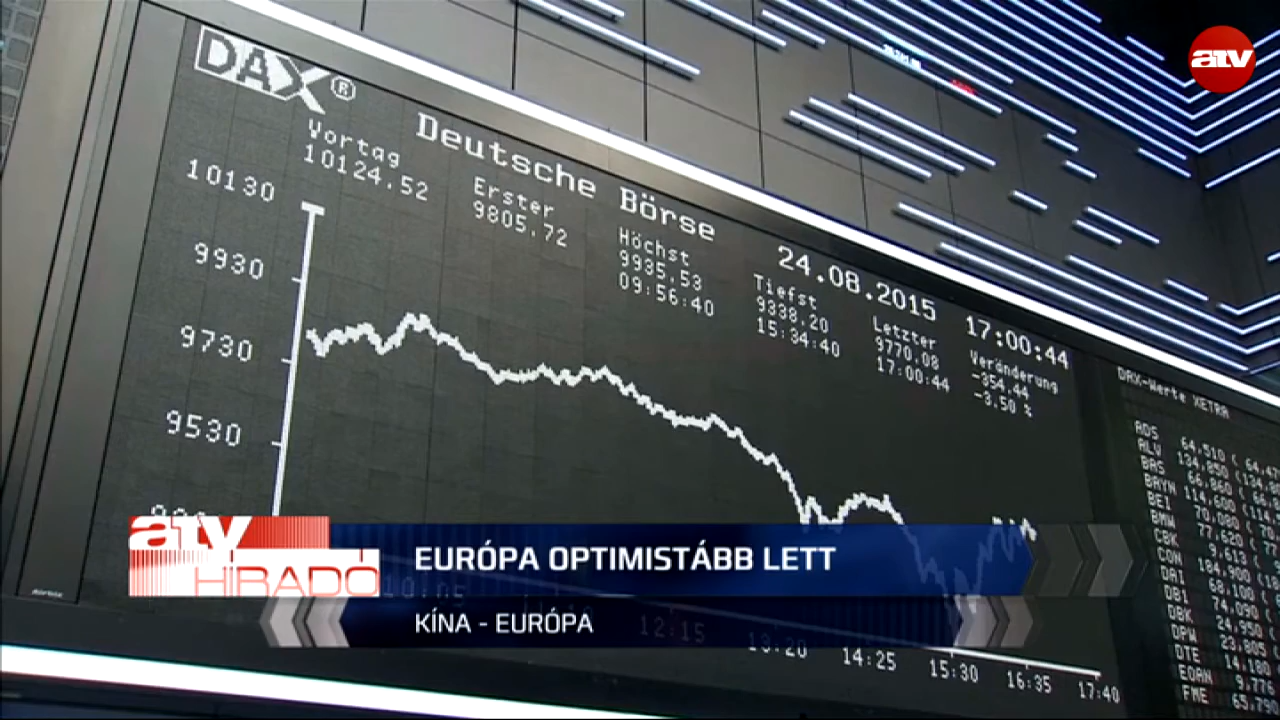 atv
DAX®
Deutsche Börse
24.08.2015 17:00:44
Vortag
10124.52
Erster
9805.72
Höchst
9935.53
09:56:40
Tiefst
9338.20
15:34:40
Letzter
9770.08
17:00:44
Veränderung
-354.44
-3.50 %
10130
9930
9730
9530
DAX-Werte XETRA
ADS 64,510
ALV 134,850
BAS 66,860
BAYN 114,600
BEI 70,080
BMW 77,620
CBK 9,613
CON 184,900
DAI 68,100
DB1 74,090
DBK 24,950
DPW 23,805
DTE 14,180
EOAN 9,776
FME 65,790
atv
HIRADÓ
EURÓPA OPTIMISTÁBB LETT
KÍNA - EURÓPA
12:15
13:20
14:25
15:30
16:35
17:40